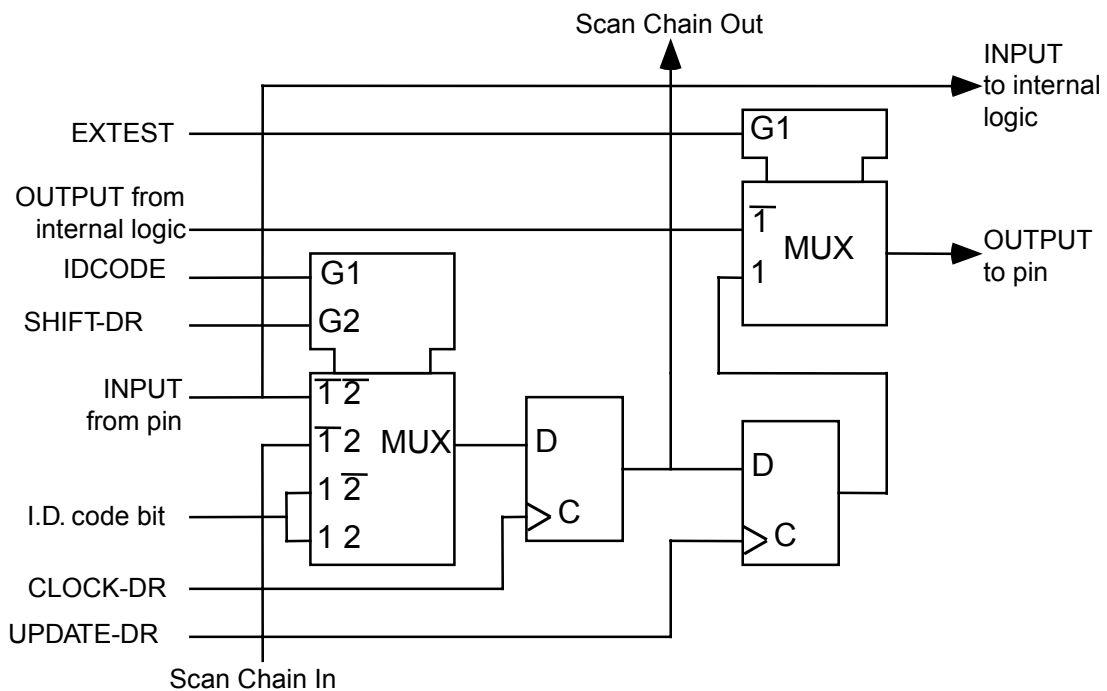 Scan Chain Out
INPUT
to internal
logic
EXTEST
G1
OUTPUT from
internal logic
1
MUX
1
OUTPUT
to pin
IDCODE
G1
SHIFT-DR
G2
INPUT
from pin
1 2
1 2
MUX
1 2
1 2
I.D. code bit
D
C
D
C
CLOCK-DR
UPDATE-DR
Scan Chain In